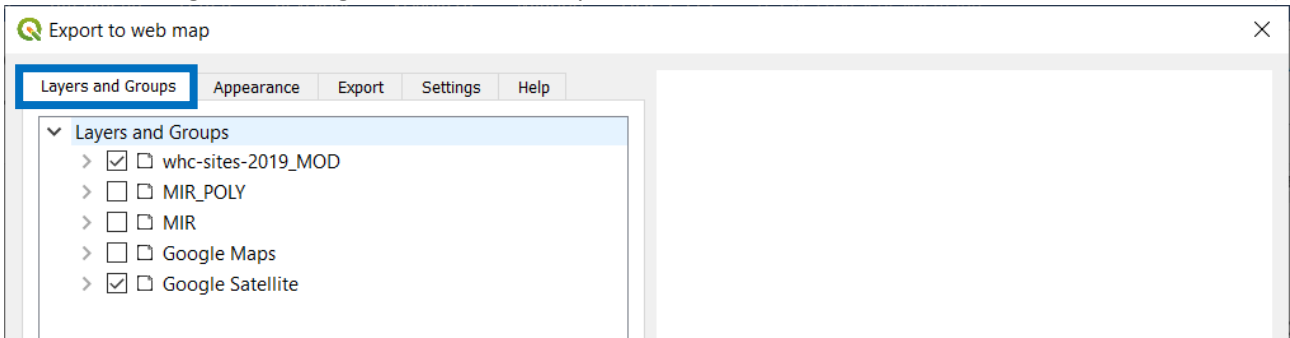 Export to web map
Layers and Groups Appearance Export Settings Help
Layers and Groups
whc-sites-2019_MOD
MIR_POLY
MIR
Google Maps
Google Satellite